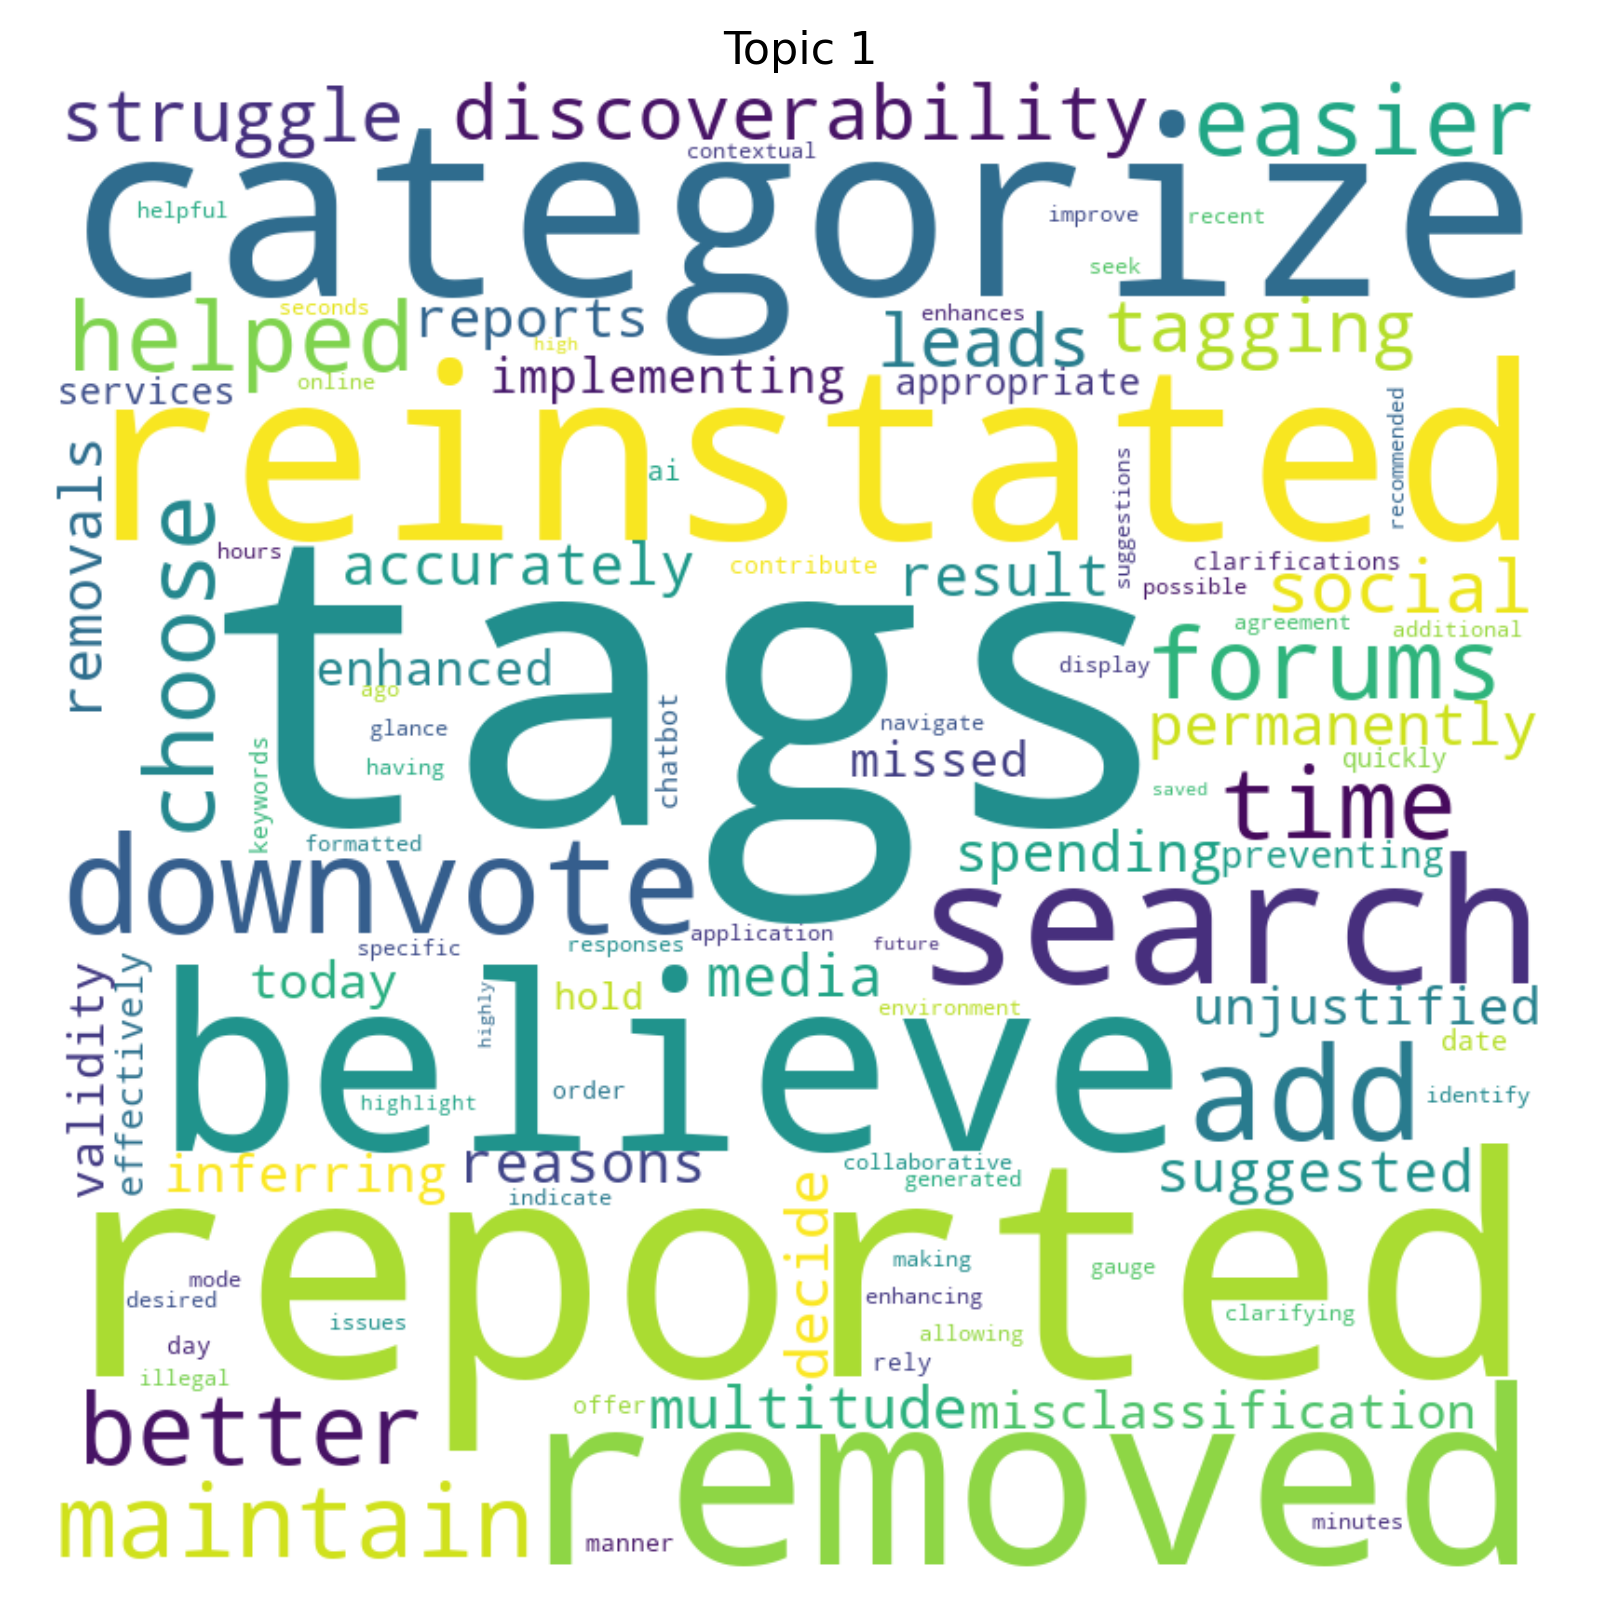 Topic 1
struggle
discoverability
easier
contextual
categorize
helpful
improve
recent
seek
helped
seconds
reports
high
enhances
leads
tagging
services
online
implementing
appropriate
reinstated
recommended
removals
ai
suggestions
choose
hours
accurately
contribute
result
clarifications
possible
social
tags
agreement
additional
enhanced
ago
display
forums
glance
chatbot
navigate
permanently
having
missed
quickly
keywords
saved
time
formatted
downvote
spending
preventing
search
specific
responses
application
future
validity
effectively
today
highly
hold
media
environment
unjustified
believe
date
highlight
order
add
identify
inferring
reasons
indicate
collaborative
generated
suggested
reported
decide
mode
desired
issues
day
illegal
making
enhancing
allowing
rely
gauge
clarifying
better
offer
multitude
misclassification
removed
maintain
manner
minutes